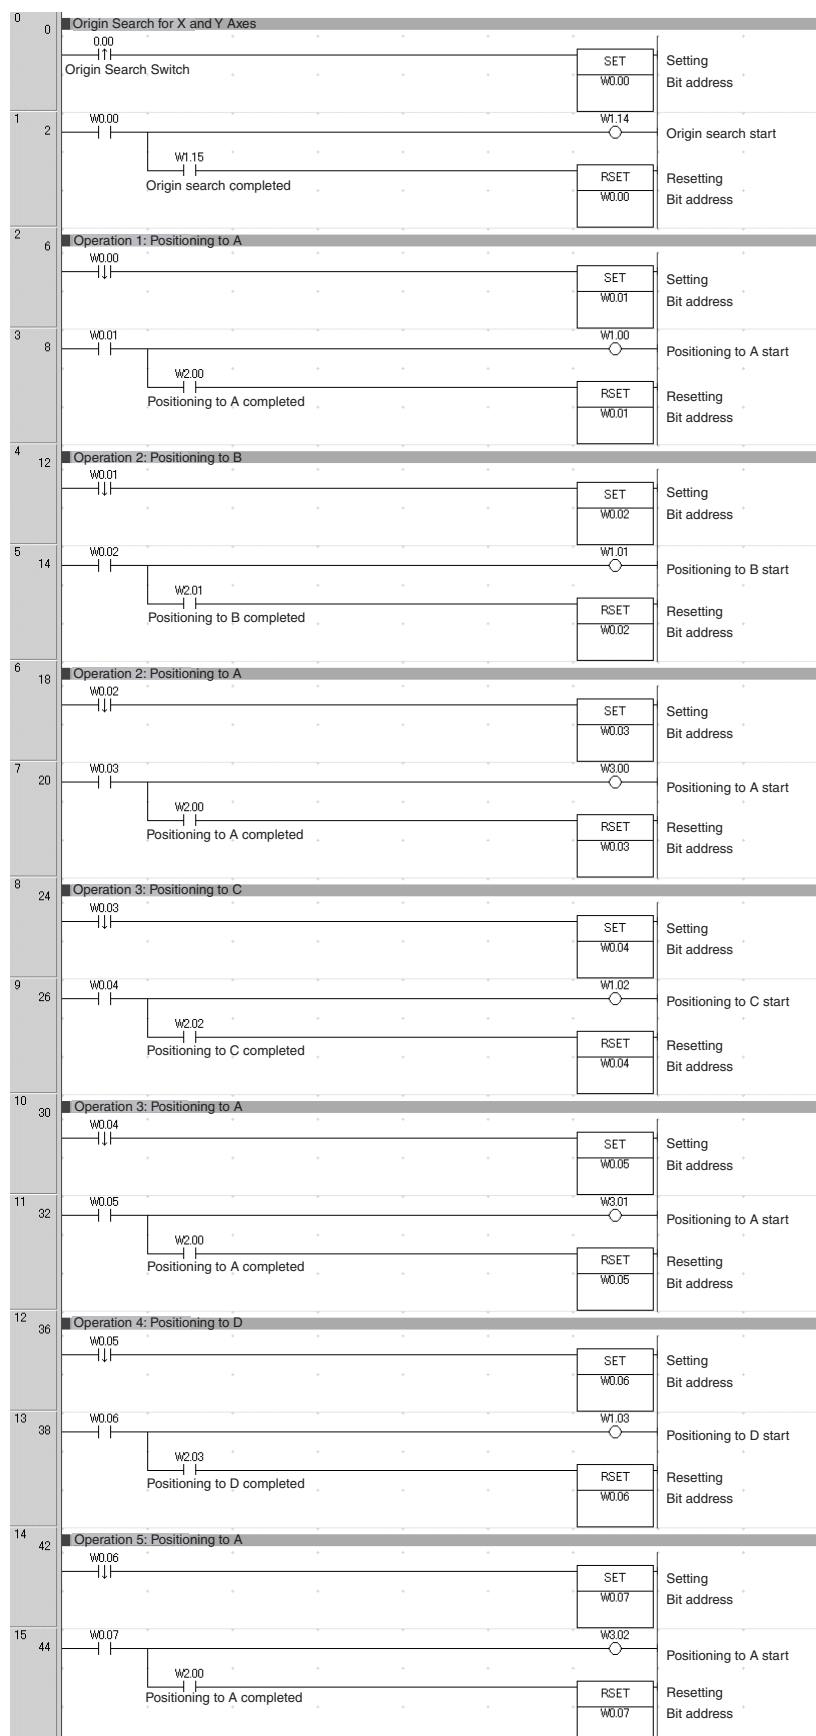 0
0
Origin Search for X and Y Axes
0.00
Origin Search Switch
SET
W0.00
Setting
Bit address
1
2
W0.00
W1.14
Origin search start
W1.15
Origin search completed
RSET
W0.00
Resetting
Bit address
2
6
Operation 1: Positioning to A
W0.00
SET
W0.01
Setting
Bit address
3
8
W0.01
W1.00
Positioning to A start
W2.00
Positioning to A completed
RSET
W0.01
Resetting
Bit address
4
12
Operation 2: Positioning to B
W0.01
SET
W0.02
Setting
Bit address
5
14
W0.02
W1.01
Positioning to B start
W2.01
Positioning to B completed
RSET
W0.02
Resetting
Bit address
6
18
Operation 2: Positioning to A
W0.02
SET
W0.03
Setting
Bit address
7
20
W0.03
W3.00
Positioning to A start
W2.00
Positioning to A completed
RSET
W0.03
Resetting
Bit address
8
24
Operation 3: Positioning to C
W0.03
SET
W0.04
Setting
Bit address
9
26
W0.04
W1.02
Positioning to C start
W2.02
Positioning to C completed
RSET
W0.04
Resetting
Bit address
10
30
Operation 3: Positioning to A
W0.04
SET
W0.05
Setting
Bit address
11
32
W0.05
W3.01
Positioning to A start
W2.00
Positioning to A completed
RSET
W0.05
Resetting
Bit address
12
36
Operation 4: Positioning to D
W0.05
SET
W0.06
Setting
Bit address
13
38
W0.06
W1.03
Positioning to D start
W2.03
Positioning to D completed
RSET
W0.06
Resetting
Bit address
14
42
Operation 5: Positioning to A
W0.06
SET
W0.07
Setting
Bit address
15
44
W0.07
W3.02
Positioning to A start
W2.00
Positioning to A completed
RSET
W0.07
Resetting
Bit address